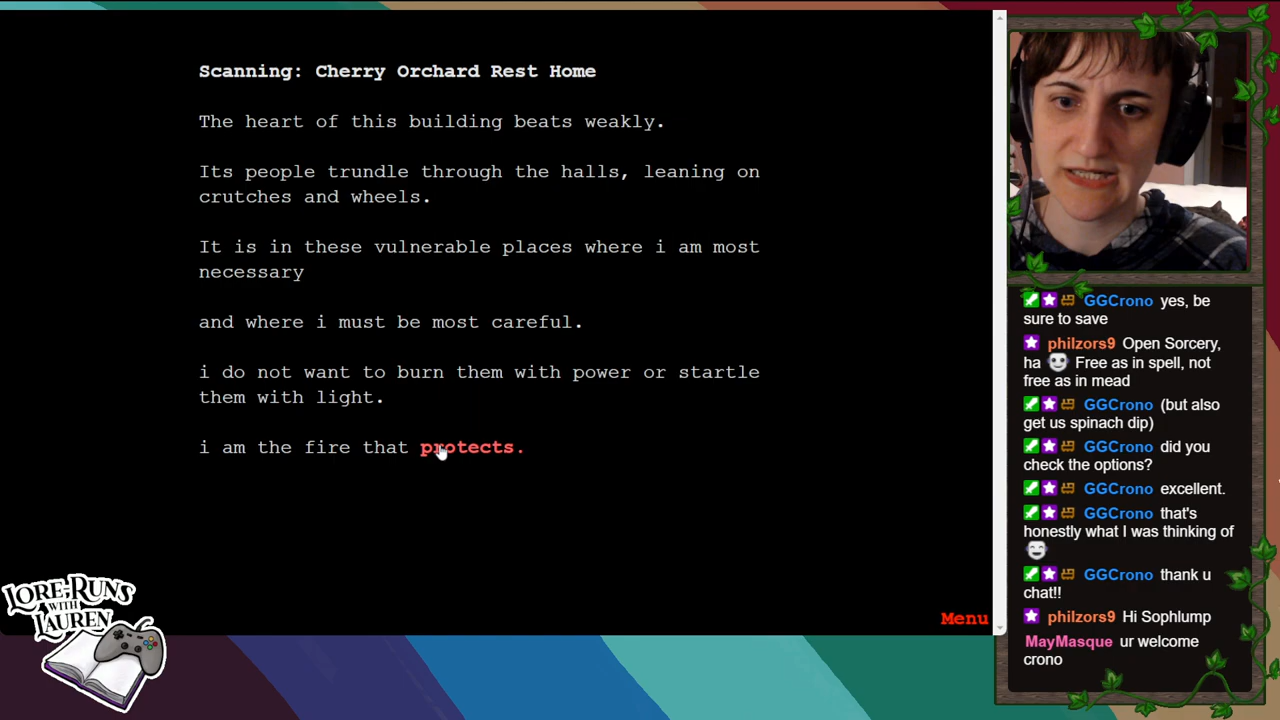 Scanning: Cherry Orchard Rest Home
The heart of this building beats weakly.
Its people trundle through the halls, leaning on
crutches and wheels.
It is in these vulnerable places where i am most
necessary
and where i must be most careful.
i do not want to burn them with power or startle
them with light.
i am the fire that protects.
Menu
GGCrono yes, be
sure to save
philzors9 Open Sorcery,
ha Free as in spell, not
free as in mead
GGCrono (but also
get us spinach dip)
GGCrono did you
check the options?
GGCrono excellent.
GGCrono that's
honestly what I was thinking of
GGCrono thank u
chat!!
philzors9 Hi Sophlump
MayMasque ur welcome
crono
LORE-RUNS
WITH
LAUREN